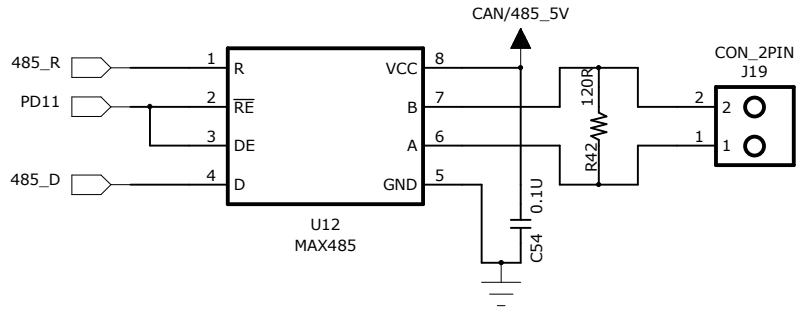 CAN/485_5V
CON_2PIN
J19
485_R
1
R
VCC
8
PD11
2
RE
B
7
120R
R42
2
2
3
DE
A
6
1
1
485_D
4
D
GND
5
0.1U
C54
U12
MAX485